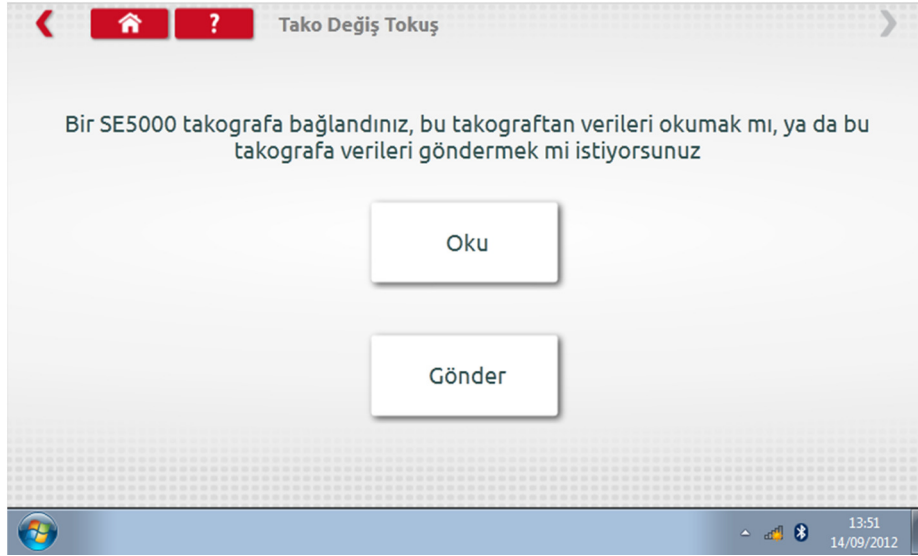 ?
Tako Değiş Tokuş
Bir SE5000 takografa bağlandınız, bu takograftan verileri okumak mı, ya da bu
takografa verileri göndermek mi istiyorsunuz
Oku
Gönder
13:51
14/09/2012